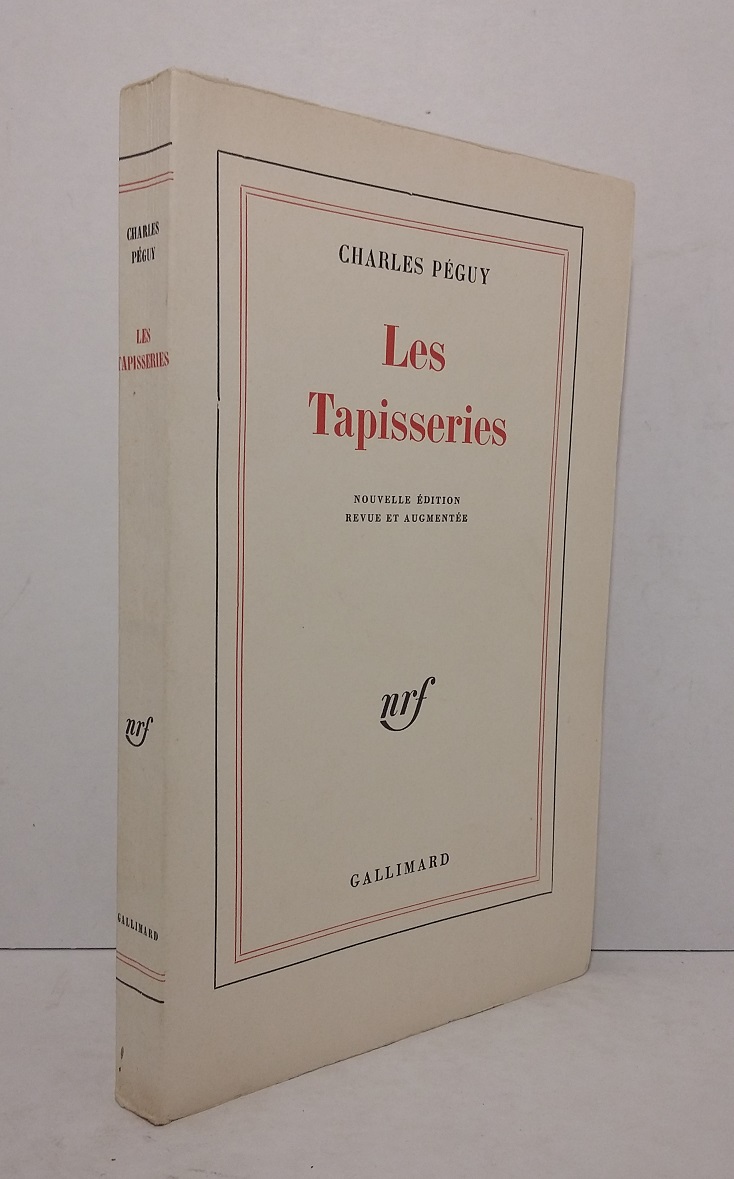 CHARLES
PÉGUY
LES
TAPISSERIES
nrf
GALLIMARD
CHARLES PÉGUY
Les
Tapisseries
NOUVELLE ÉDITION
REVUE ET AUGMENTÉE
nrf
GALLIMARD